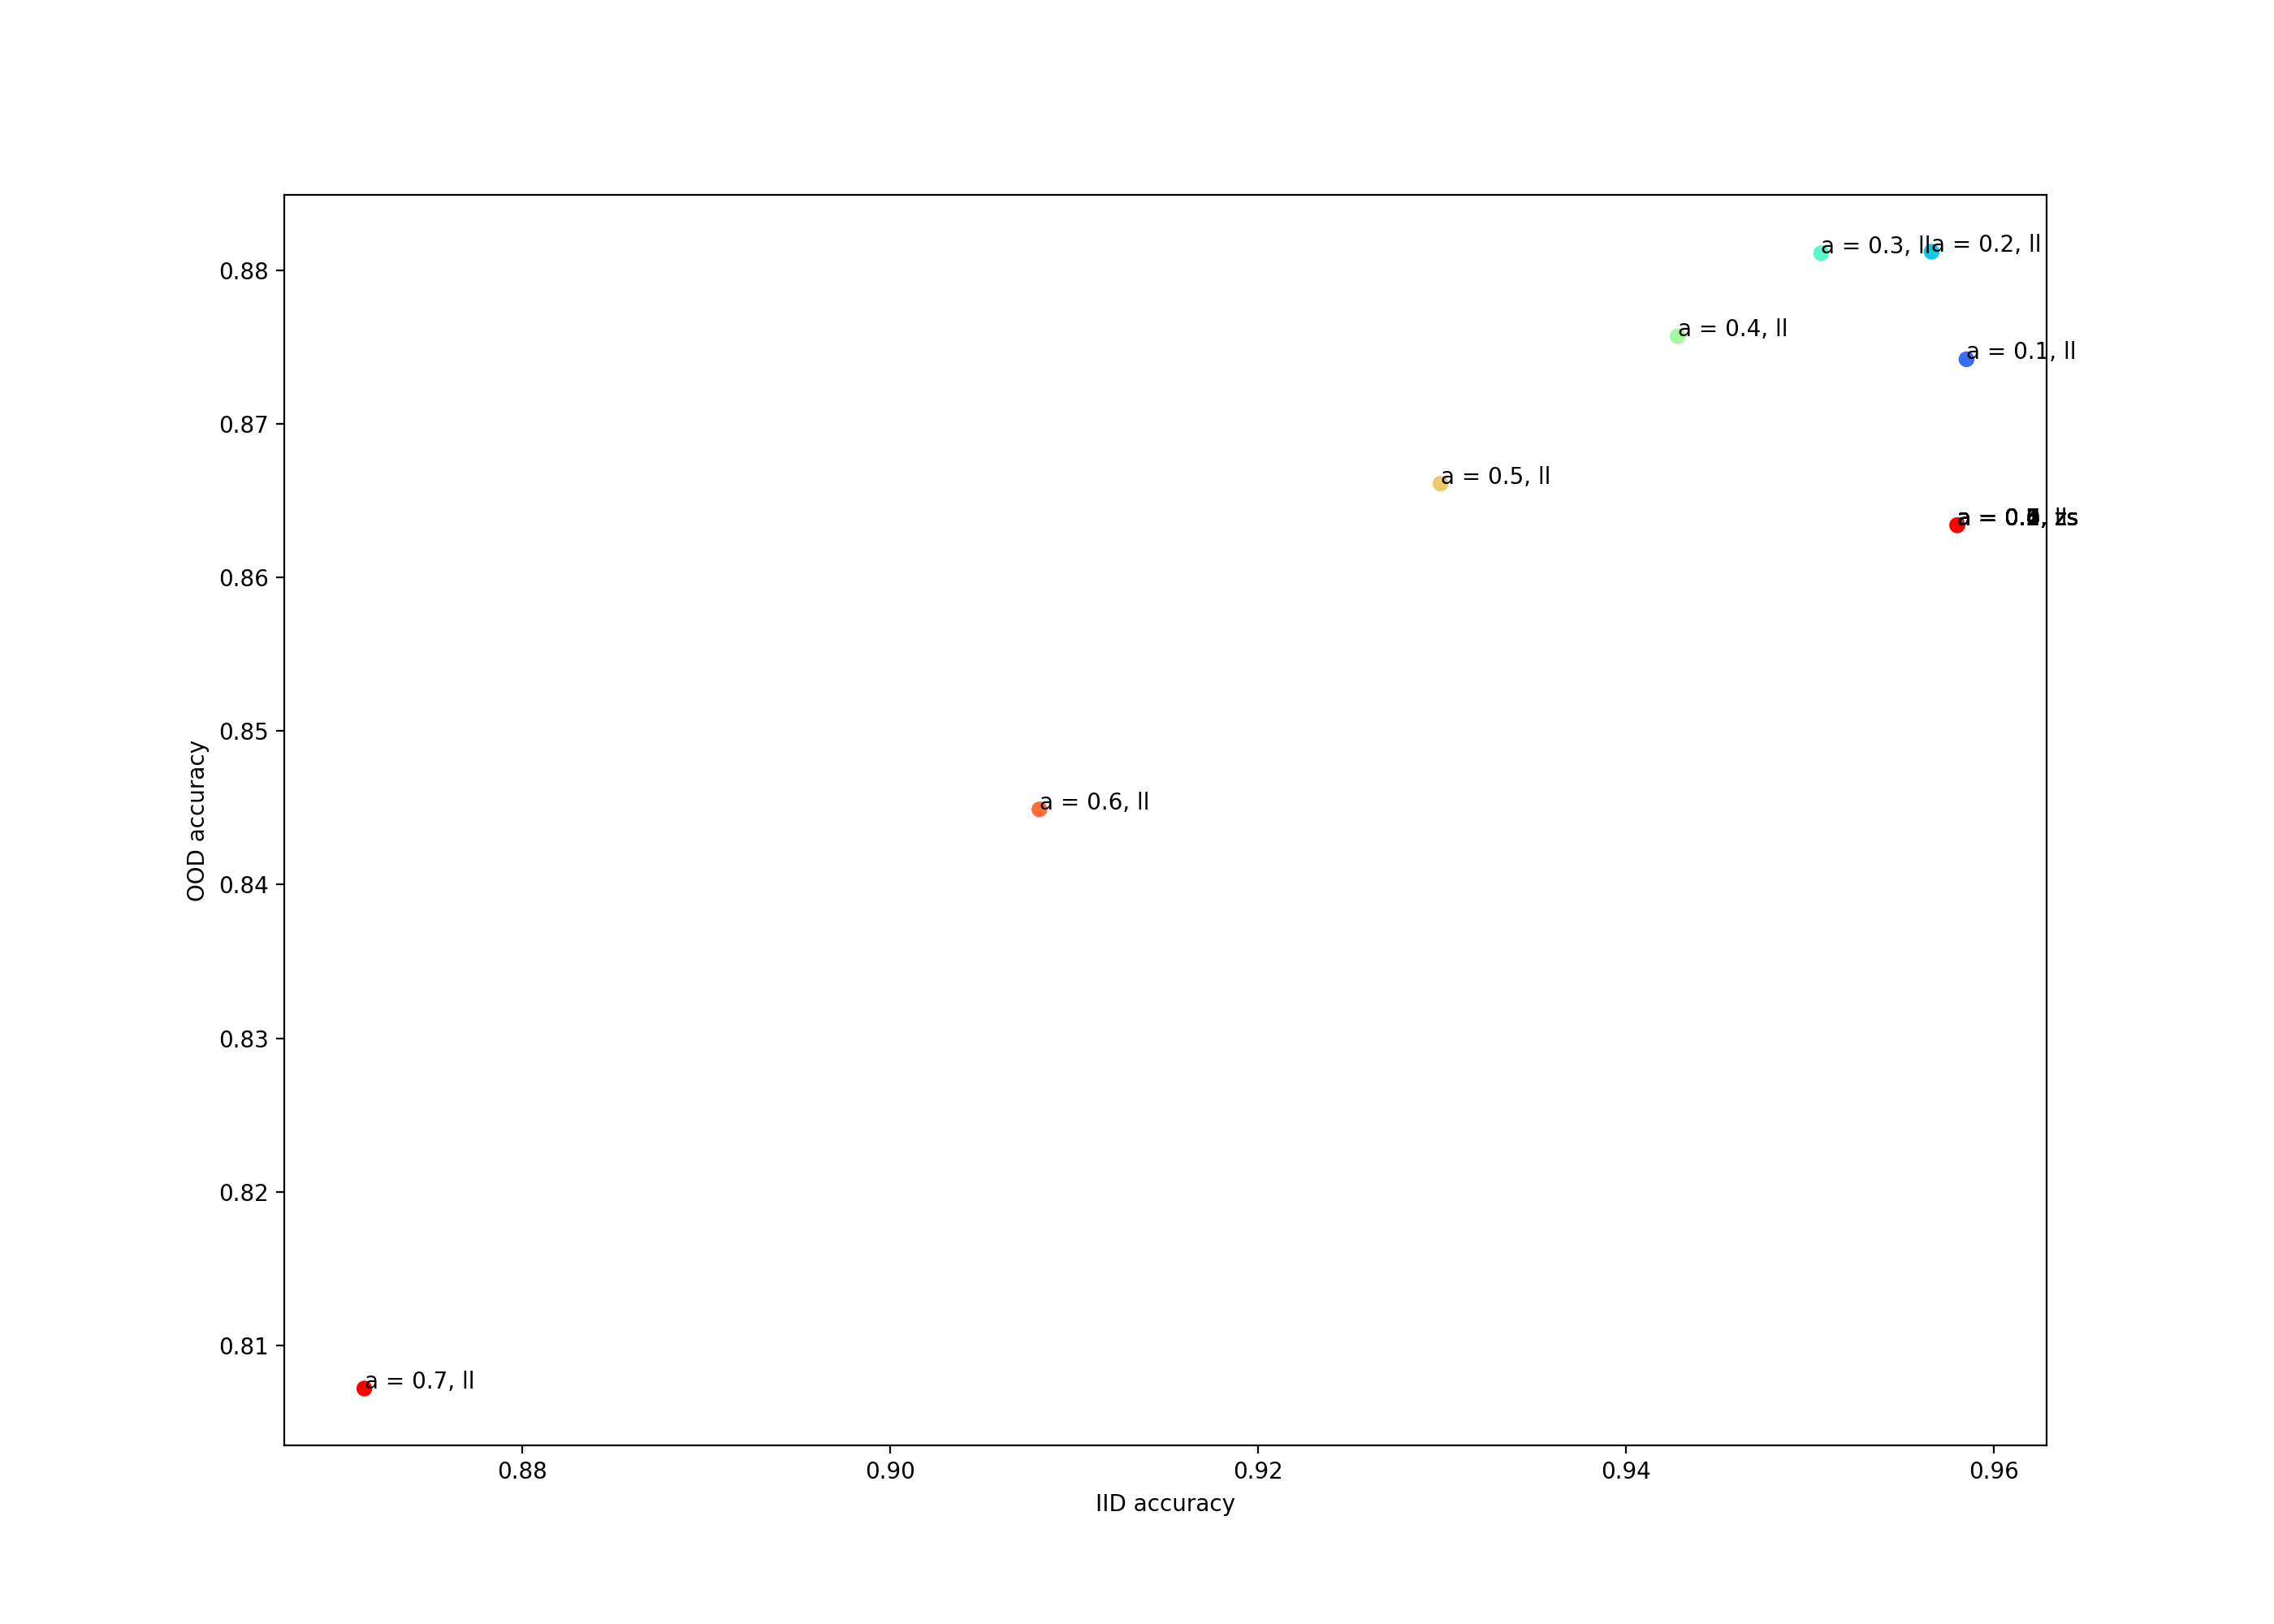 0.88
a = 0.3, ll
a = 0.2, ll
a = 0.4, ll
a = 0.1, ll
0.87
a = 0.5, ll
a = 0.
0.86
0.85
OOD accuracy
a = 0.6, ll
0.84
0.83
0.82
0.81
a = 0.7, ll
0.88
0.90
0.92
0.94
0.96
IID accuracy